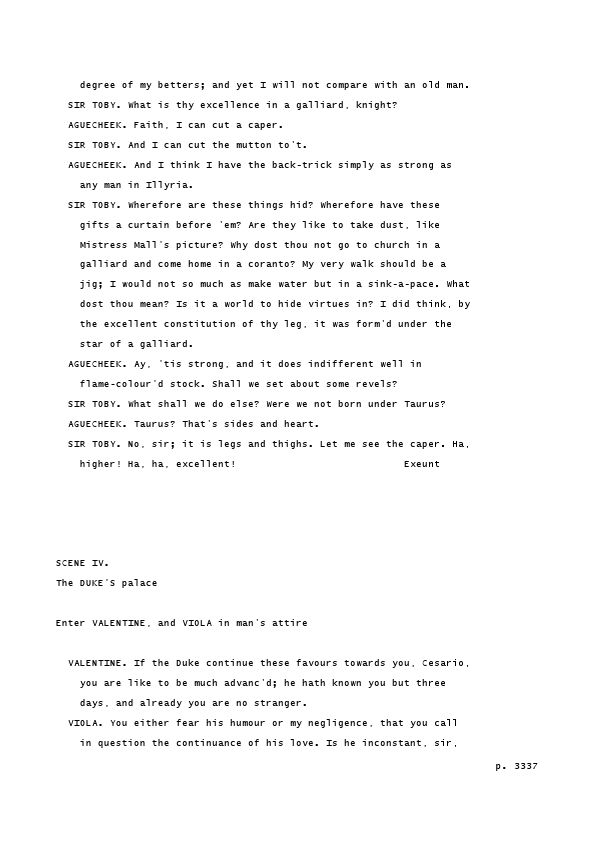 degree of my betters; and yet I will not compare with an old man.
SIR TOBY. What is thy excellence in a galliard, knight?
AGUECHEEK. Faith, I can cut a caper.
SIR TOBY. And I can cut the mutton to't.
AGUECHEEK. And I think I have the back-trick simply as strong as
any man in Illyria.
SIR TOBY. Wherefore are these things hid? Wherefore have these
gifts a curtain before 'em? Are they like to take dust, like
Mistress Mall's picture? Why dost thou not go to church in a
galliard and come home in a coranto? My very walk should be a
jig; I would not so much as make water but in a sink-a-pace. What
dost thou mean? Is it a world to hide virtues in? I did think, by
the excellent constitution of thy leg, it was form'd under the
star of a galliard.
AGUECHEEK. Ay, 'tis strong, and it does indifferent well in
flame-colour'd stock. Shall we set about some revels?
SIR TOBY. What shall we do else? Were we not born under Taurus?
AGUECHEEK. Taurus? That's sides and heart.
SIR TOBY. No, sir; it is legs and thighs. Let me see the caper. Ha,
higher! Ha, ha, excellent! Exeunt
SCENE IV.
The DUKE'S palace
Enter VALENTINE, and VIOLA in man's attire
VALENTINE. If the Duke continue these favours towards you, Cesario,
you are like to be much advanc'd; he hath known you but three
days, and already you are no stranger.
VIOLA. You either fear his humour or my negligence, that you call
in question the continuance of his love. Is he inconstant, sir,
p. 3337